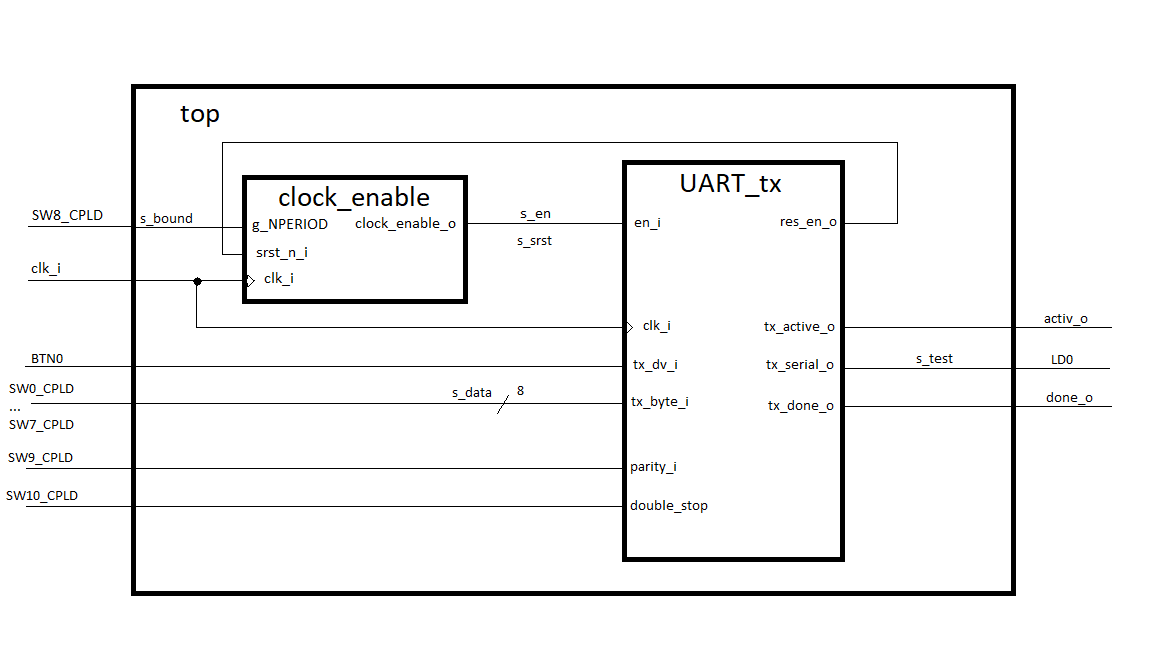 top
clock_enable
UART_tx
SW8_CPLD
s_bound
g_NPERIOD
clock_enable_o
s_en
en_i
res_en_o
s_srst
srst_n_i
clk_i
clk_i
clk_i
tx_active_o
activ_o
BTN0
tx_dv_i
tx_serial_o
s_test
LD0
SW0_CPLD
...
SW7_CPLD
s_data
8
tx_byte_i
tx_done_o
done_o
SW9_CPLD
parity_i
SW10_CPLD
double_stop